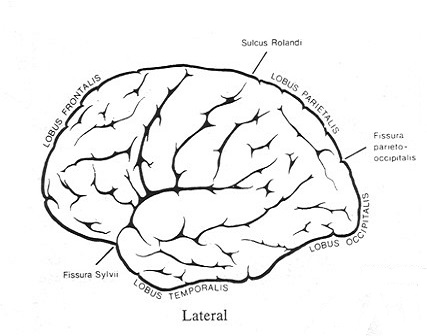 Sulcus Rolandi
LOBUS FRONTALIS
LOBUS PARIETALIS
Fissura
parieto-
occipitalis
LOBUS OCCIPITALIS
Fissura Sylvii
LOBUS TEMPORALIS
Lateral